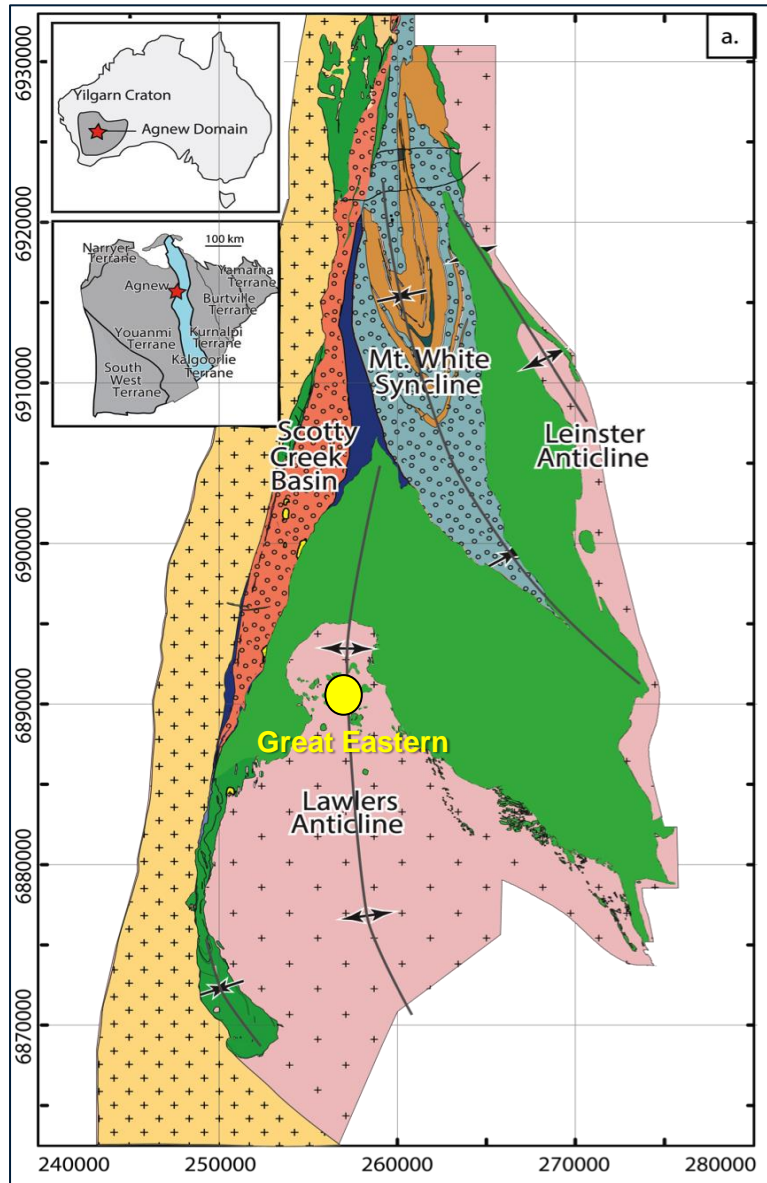 a.
Yilgarn Craton
Agnew Domain
100 km
Narryer
Terrane
Yamarna
Terrane
Agnew
Burtville
Terrane
Youanmi
Terrane
Kurnalpi
Terrane
Kalgoorlie
Terrane
South
West
Terrane
Mt. White
Syncline
Scotty
Creek
Basin
Leinster
Anticline
Great Eastern
Lawlers
Anticline
6930000
6920000
6910000
6900000
6890000
6880000
6870000
240000
250000
260000
270000
280000